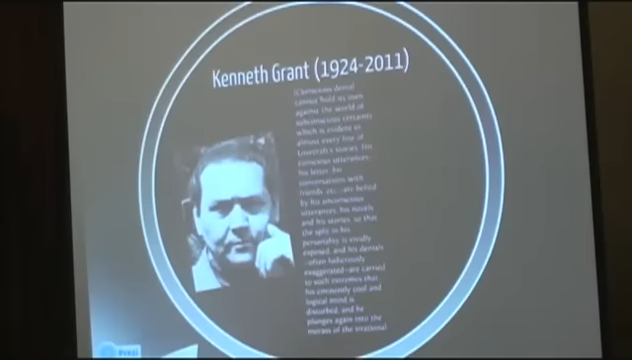 Kenneth Grant (1924-2011)
[Conscious denial]
cannot hold its own
against the world of
subconscious certainty
which is evident in
almost every line of
Lovecraft's stories. His
conscious utterances-
his letter, his
conversations with
friends, etc.-are belied
by his unconscious
utterances, his novels
and his stories, so that
the split in his
personality is vividly
exposed, and his denials
-often ludicrously
exaggerated-are carried
to such extremes that
his eminently cool and
logical mind is
disturbed, and he
plunges again into the
morass of the irrational
Prezi